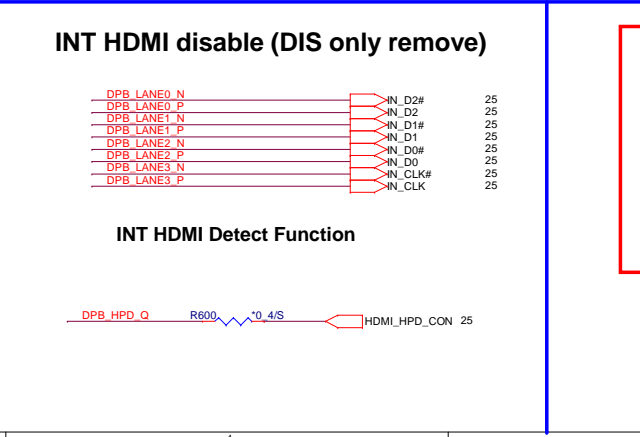 INT HDMI disable (DIS only remove)
DPB_LANE0_N IN_D2# 25
DPB_LANE0_P IN_D2 25
DPB_LANE1_N IN_D1# 25
DPB_LANE1_P IN_D1 25
DPB_LANE2_N IN_D0# 25
DPB_LANE2_P IN_D0 25
DPB_LANE3_N IN_CLK# 25
DPB_LANE3_P IN_CLK 25
INT HDMI Detect Function
DPB_HPD_Q R600 *0_4/S HDMI_HPD_CON 25